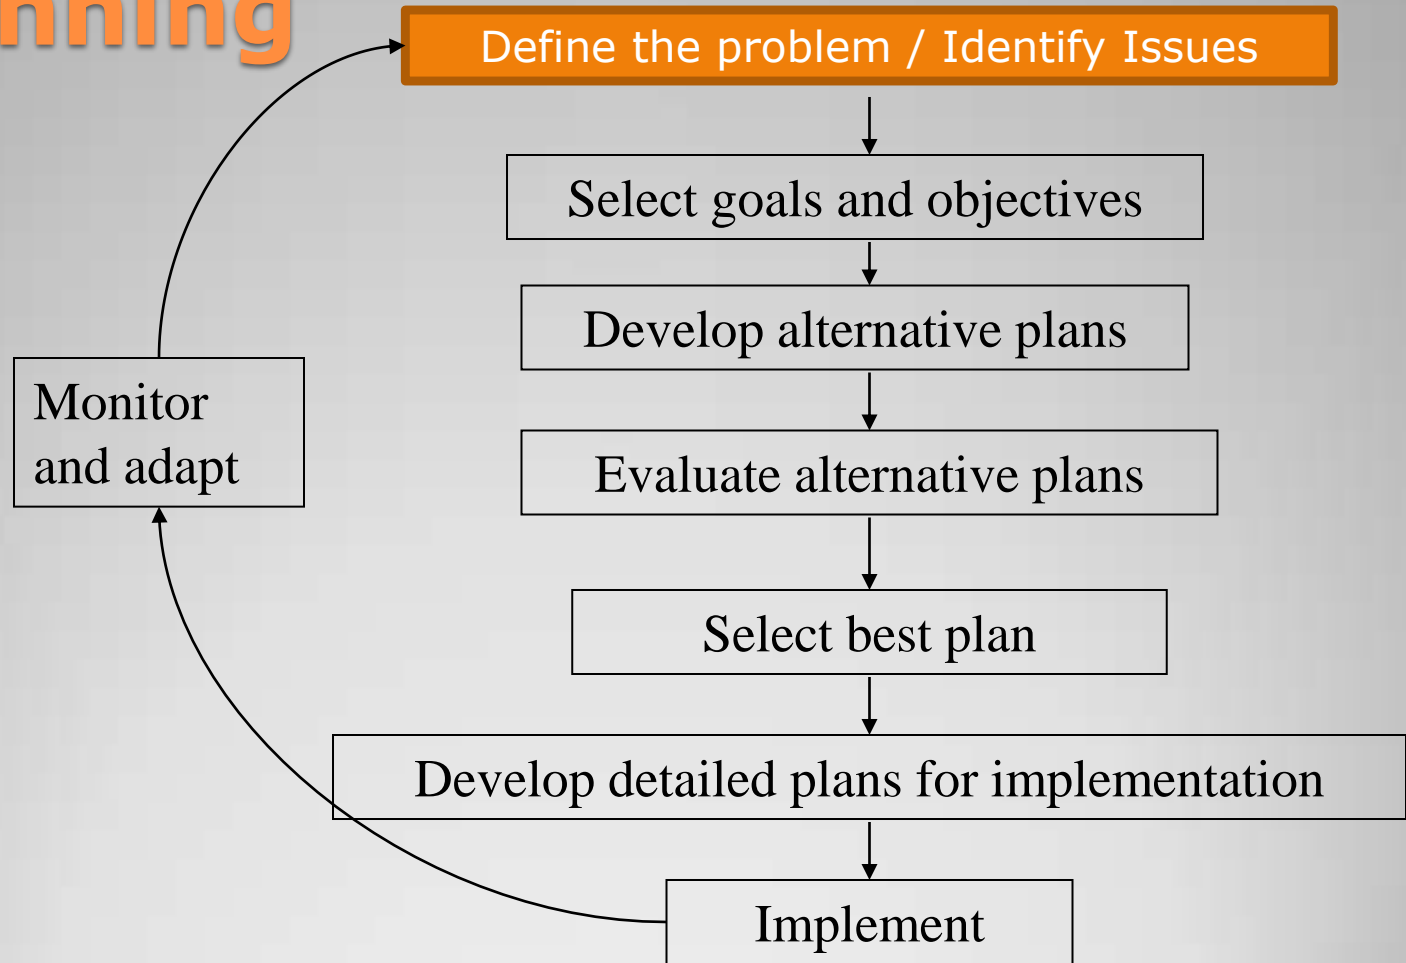 nning
Define the problem / Identify Issues
Select goals and objectives
Develop alternative plans
Monitor
and adapt
Evaluate alternative plans
Select best plan
Develop detailed plans for implementation
Implement